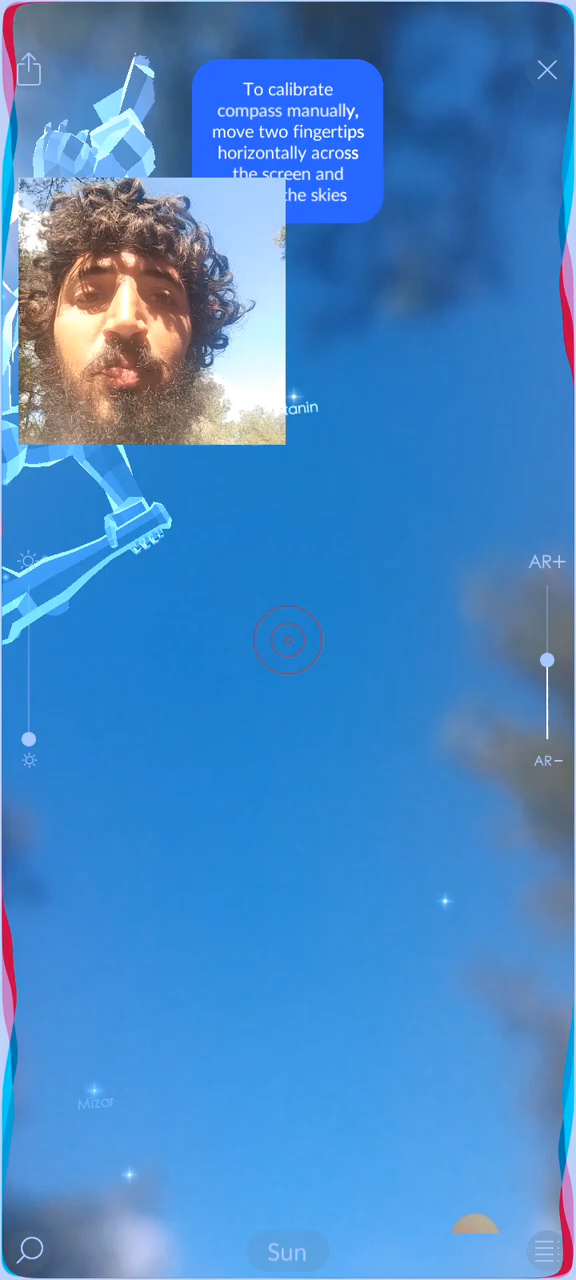 To calibrate
compass manually,
move two fingertips
horizontally across
the screen and
the skies
AR+
AR−
Mizar
Sun